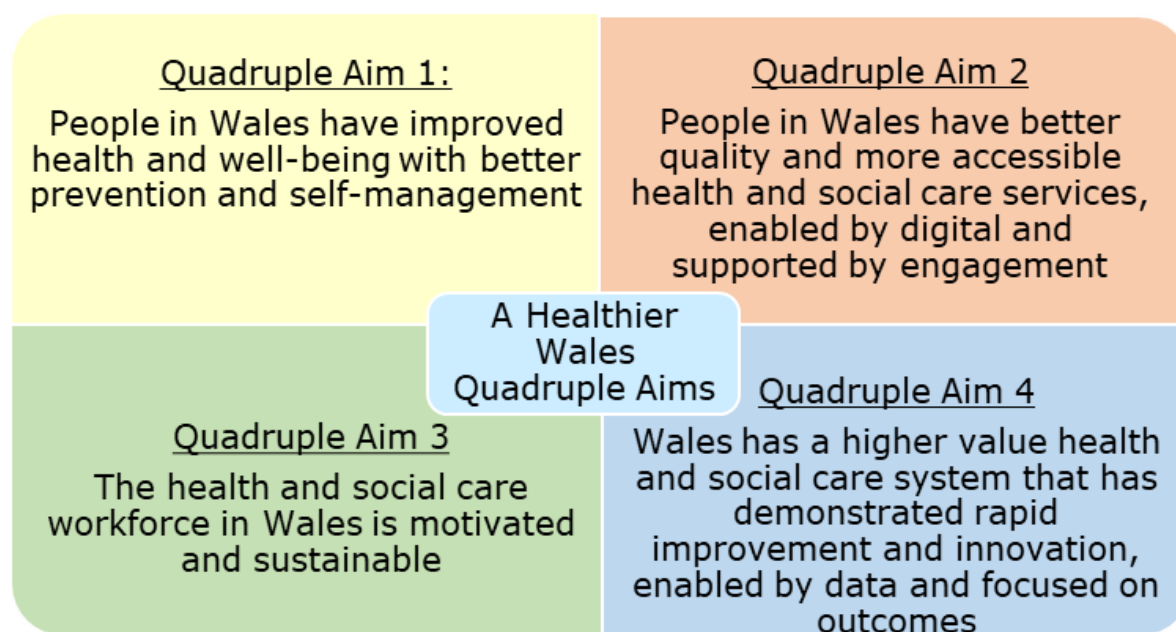 Quadruple Aim 1:
People in Wales have improved
health and well-being with better
prevention and self-management
Quadruple Aim 2
People in Wales have better
quality and more accessible
health and social care services,
enabled by digital and
supported by engagement
A Healthier
Wales
Quadruple Aims
Quadruple Aim 3
The health and social care
workforce in Wales is motivated
and sustainable
Quadruple Aim 4
Wales has a higher value health
and social care system that has
demonstrated rapid
improvement and innovation,
enabled by data and focused on
outcomes